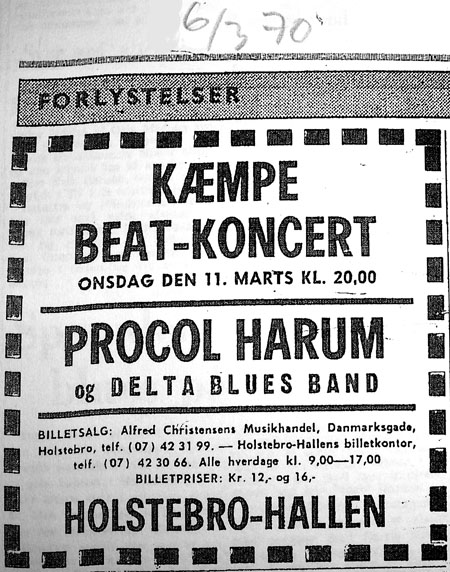 6/3 70
FORLYSTELSER
KÆMPE
BEAT-KONCERT
ONSDAG DEN 11. MARTS KL. 20,00
PROCOL HARUM
og DELTA BLUES BAND
BILLETSALG: Alfred Christensens Musikhandel, Danmarksgade,
Holstebro, telf. (07) 42 31 99. — Holstebro-Hallens billetkontor,
telf. (07) 42 30 66. Alle hverdage kl. 9,00—17,00
BILLETPRISER: Kr. 12,- og 16,-
HOLSTEBRO-HALLEN